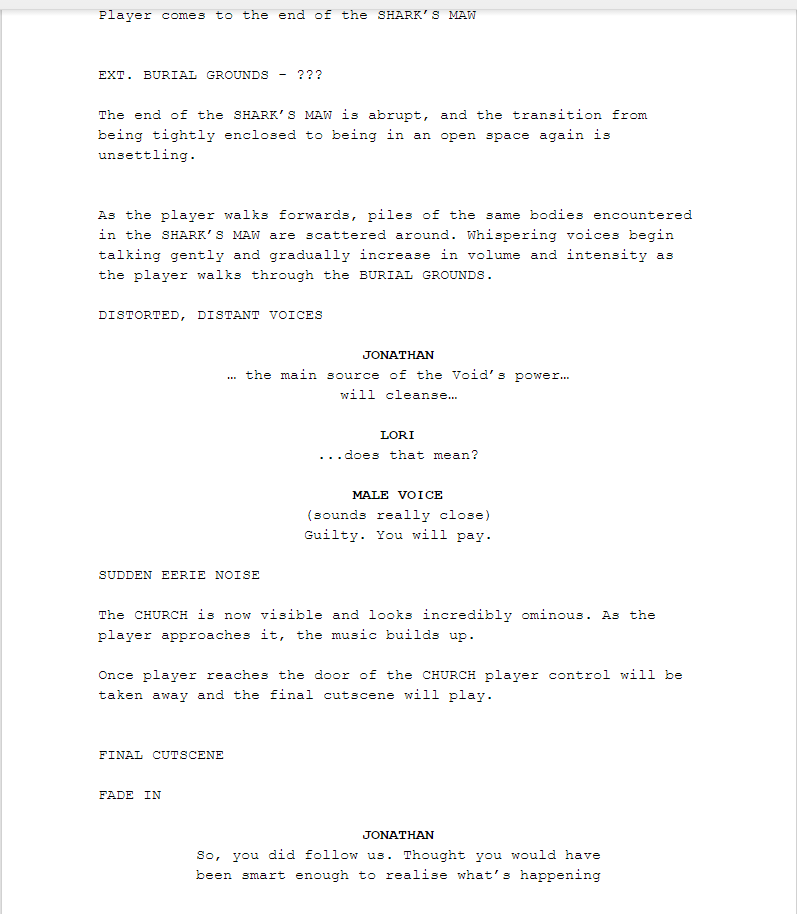 Player comes to the end of the SHARK’S MAW
EXT. BURIAL GROUNDS – ???
The end of the SHARK’S MAW is abrupt, and the transition from
being tightly enclosed to being in an open space again is
unsettling.
As the player walks forwards, piles of the same bodies encountered
in the SHARK’S MAW are scattered around. Whispering voices begin
talking gently and gradually increase in volume and intensity as
the player walks through the BURIAL GROUNDS.
DISTORTED, DISTANT VOICES
JONATHAN
… the main source of the Void’s power…
will cleanse…
LORI
...does that mean?
MALE VOICE
(sounds really close)
Guilty. You will pay.
SUDDEN EERIE NOISE
The CHURCH is now visible and looks incredibly ominous. As the
player approaches it, the music builds up.
Once player reaches the door of the CHURCH player control will be
taken away and the final cutscene will play.
FINAL CUTSCENE
FADE IN
JONATHAN
So, you did follow us. Thought you would have
been smart enough to realise what’s happening